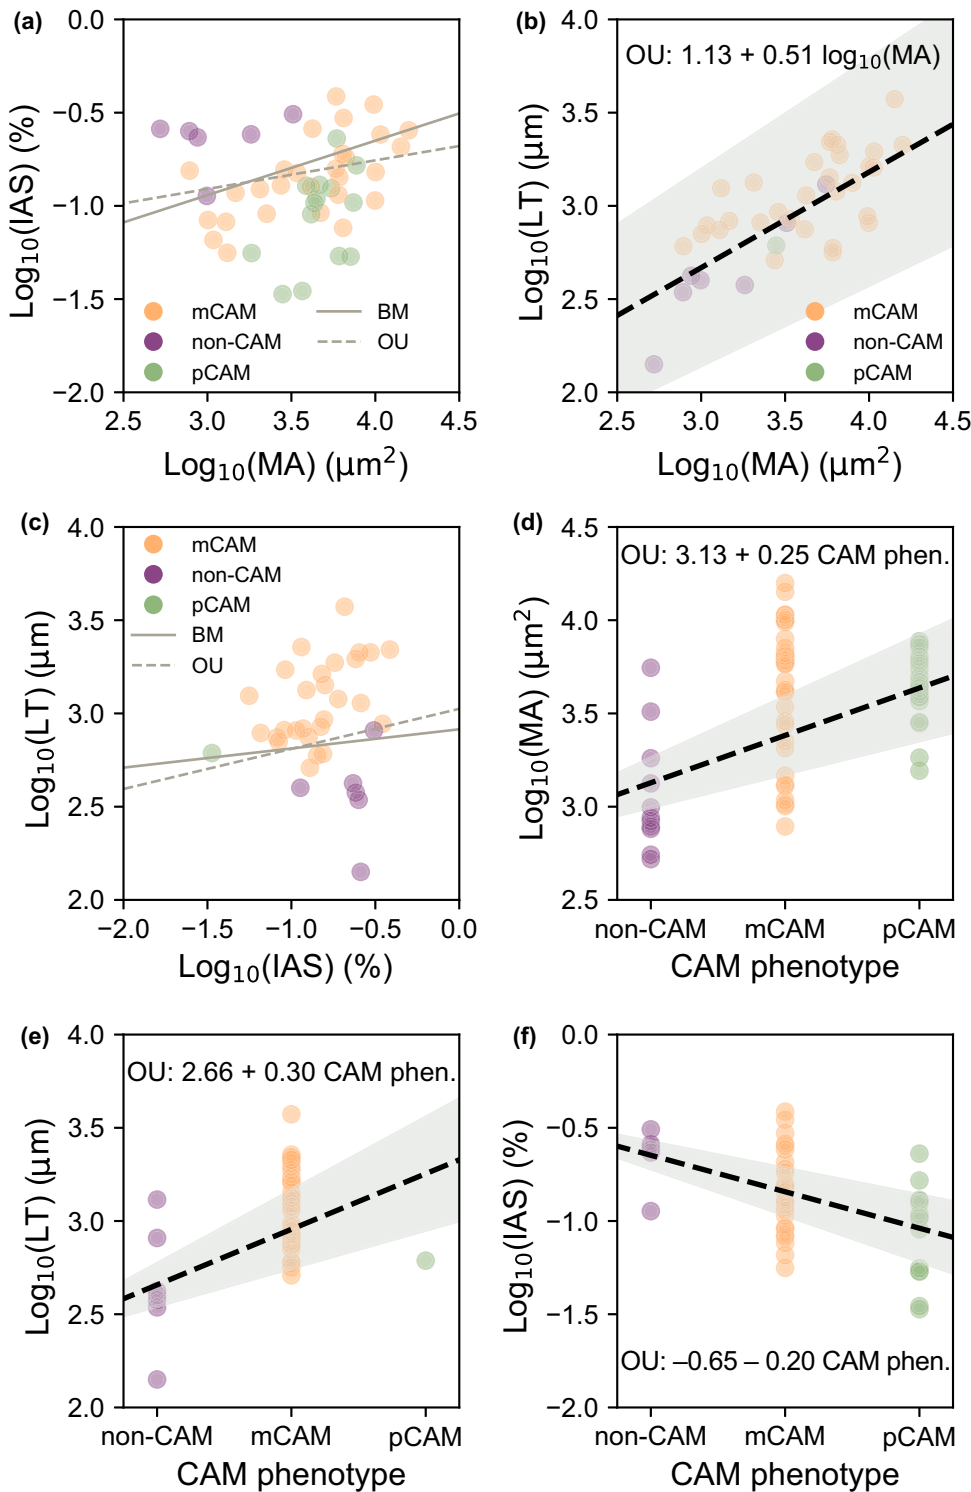 (a)
0.0
−0.5
−1.0
−1.5
−2.0
Log10(IAS) (%)
mCAM
non-CAM
pCAM
BM
OU
2.5 3.0 3.5 4.0 4.5
Log10(MA) (μm²)
(b)
OU: 1.13 + 0.51 log10(MA)
4.0
3.5
3.0
2.5
2.0
Log10(LT) (μm)
mCAM
non-CAM
pCAM
2.5 3.0 3.5 4.0 4.5
Log10(MA) (μm²)
(c)
4.0
3.5
3.0
2.5
2.0
Log10(LT) (μm)
mCAM
non-CAM
pCAM
BM
OU
−2.0 −1.5 −1.0 −0.5 0.0
Log10(IAS) (%)
(d)
OU: 3.13 + 0.25 CAM phen.
4.5
4.0
3.5
3.0
2.5
Log10(MA) (μm²)
non-CAM mCAM pCAM
CAM phenotype
(e)
OU: 2.66 + 0.30 CAM phen.
4.0
3.5
3.0
2.5
2.0
Log10(LT) (μm)
non-CAM mCAM pCAM
CAM phenotype
(f)
0.0
−0.5
−1.0
−1.5
−2.0
Log10(IAS) (%)
OU: –0.65 – 0.20 CAM phen.
non-CAM mCAM pCAM
CAM phenotype